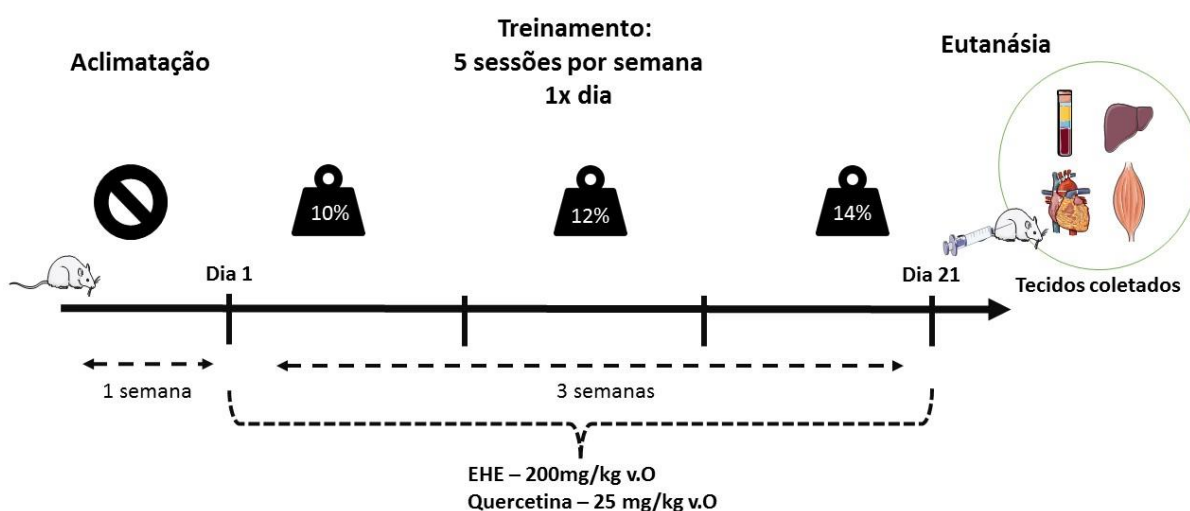 Aclimatação
Treinamento:
5 sessões por semana
1x dia
Eutanásia
10%
12%
14%
Dia 1
Dia 21
Tecidos coletados
1 semana
3 semanas
EHE – 200mg/kg v.O
Quercetina – 25 mg/kg v.O